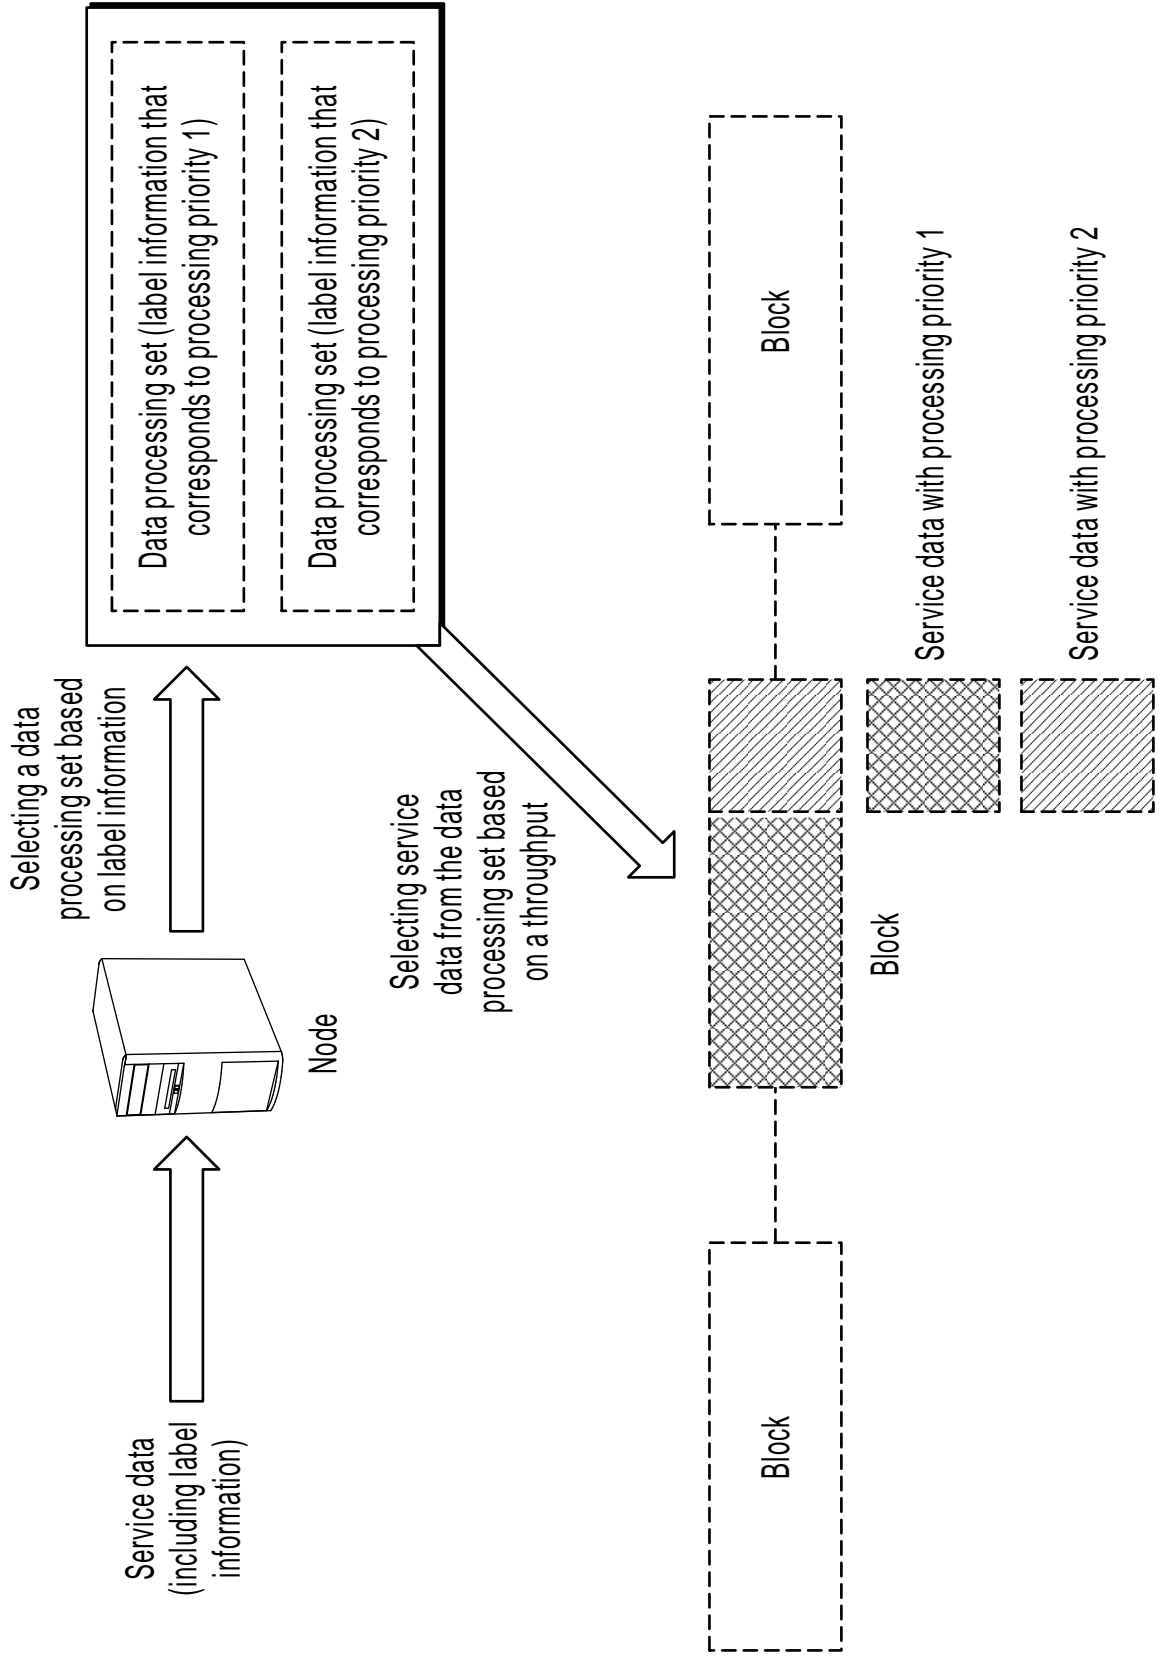 Service data
(including label
information)
Node
Selecting a data
processing set based
on label information
Data processing set (label information that
corresponds to processing priority 1)
Data processing set (label information that
corresponds to processing priority 2)
Selecting service
data from the data
processing set based
on a throughput
Block
Block
Block
Service data with processing priority 1
Service data with processing priority 2